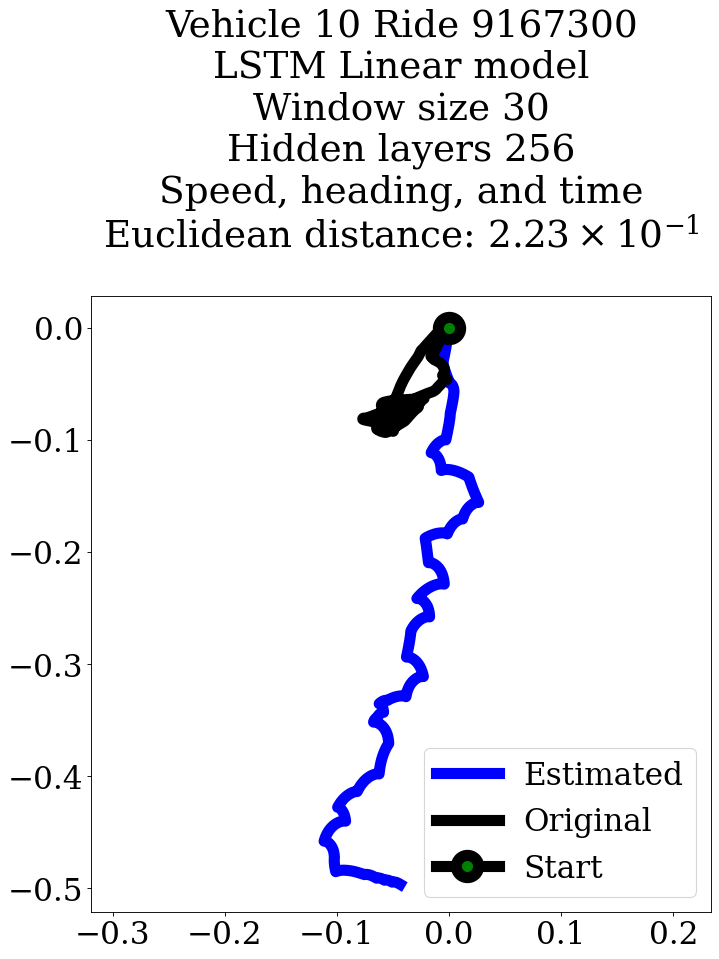 Vehicle 10 Ride 9167300
LSTM Linear model
Window size 30
Hidden layers 256
Speed, heading, and time
Euclidean distance: 2.23 × 10⁻¹
0.0
−0.1
−0.2
−0.3
−0.4
−0.5
Estimated
Original
Start
−0.3 −0.2 −0.1 0.0 0.1 0.2